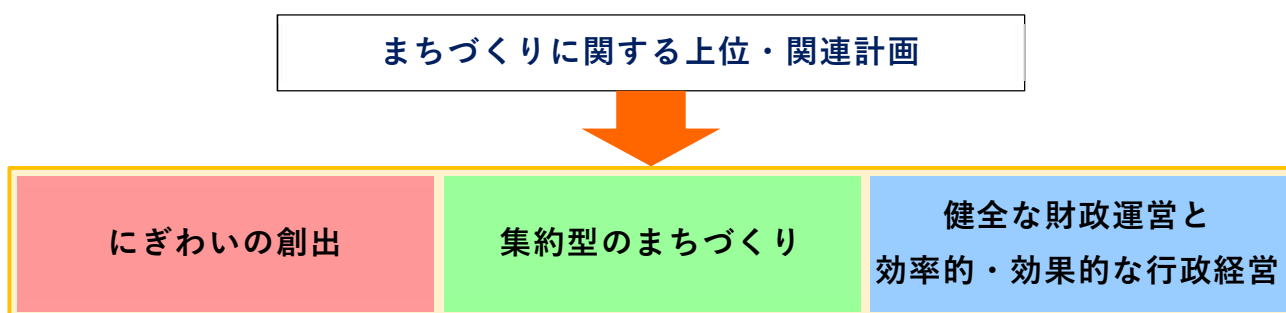 まちづくりに関する上位・関連計画
にぎわいの創出
集約型のまちづくり
健全な財政運営と
効率的・効果的な行政経営